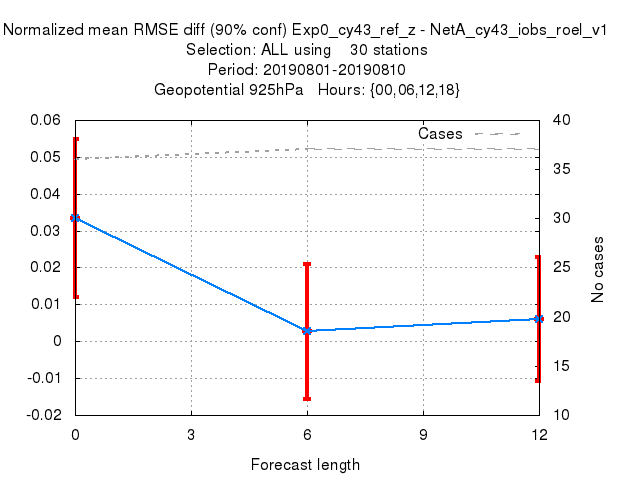 Normalized mean RMSE diff (90% conf) Exp0_cy43_ref_z - NetA_cy43_iobs_roel_v1
Selection: ALL using 30 stations
Period: 20190801-20190810
Geopotential 925hPa Hours: {00,06,12,18}
Cases
0.06
0.05
0.04
0.03
0.02
0.01
0
-0.01
-0.02
40
35
30
25
20
15
10
No cases
0 3 6 9 12
Forecast length